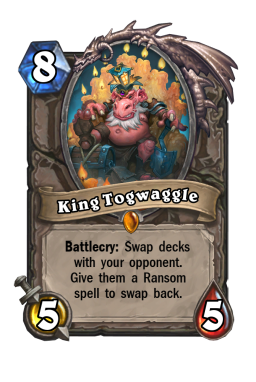 8
King Togwaggle
Battlecry: Swap decks
with your opponent.
Give them a Ransom
spell to swap back.
5 5